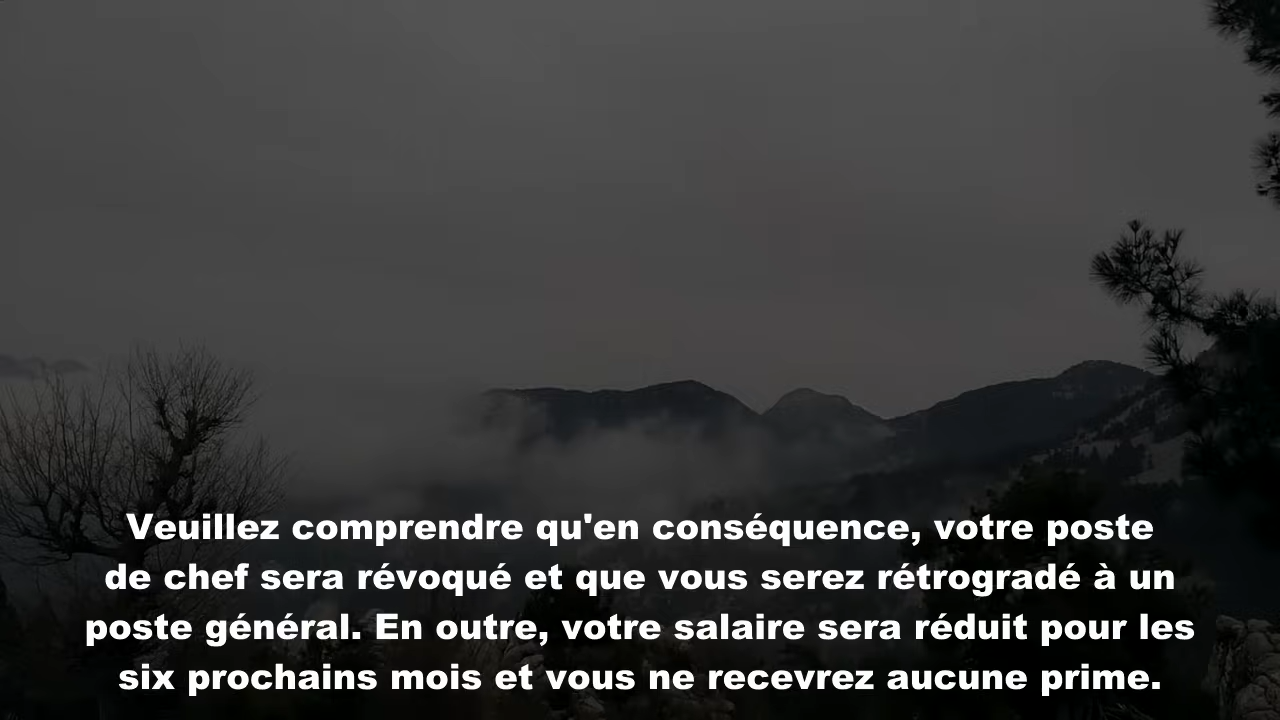 Veuillez comprendre qu'en conséquence, votre poste
de chef sera révoqué et que vous serez rétrogradé à un
poste général. En outre, votre salaire sera réduit pour les
six prochains mois et vous ne recevrez aucune prime.